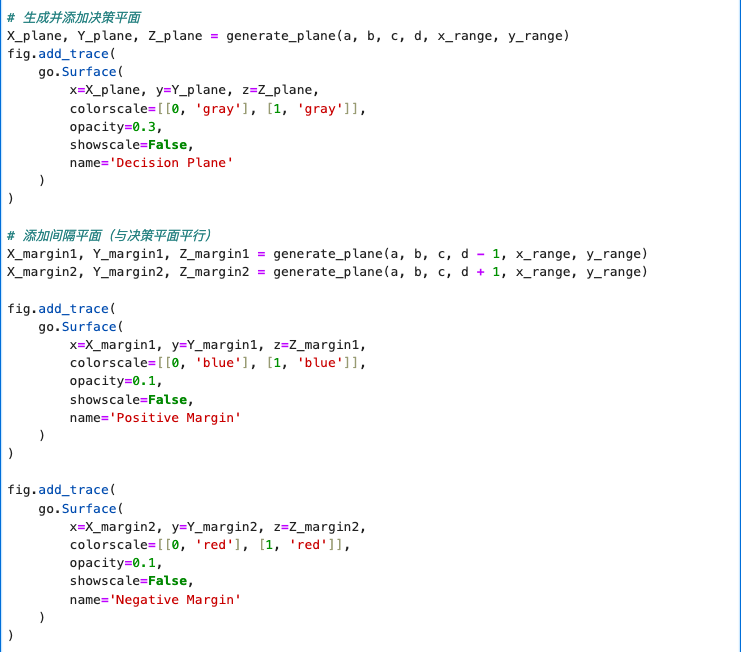 # 生成并添加决策平面
X_plane, Y_plane, Z_plane = generate_plane(a, b, c, d, x_range, y_range)
fig.add_trace(
    go.Surface(
        x=X_plane, y=Y_plane, z=Z_plane,
        colorscale=[[0, 'gray'], [1, 'gray']],
        opacity=0.3,
        showscale=False,
        name='Decision Plane'
    )
)

# 添加间隔平面（与决策平面平行）
X_margin1, Y_margin1, Z_margin1 = generate_plane(a, b, c, d - 1, x_range, y_range)
X_margin2, Y_margin2, Z_margin2 = generate_plane(a, b, c, d + 1, x_range, y_range)

fig.add_trace(
    go.Surface(
        x=X_margin1, y=Y_margin1, z=Z_margin1,
        colorscale=[[0, 'blue'], [1, 'blue']],
        opacity=0.1,
        showscale=False,
        name='Positive Margin'
    )
)

fig.add_trace(
    go.Surface(
        x=X_margin2, y=Y_margin2, z=Z_margin2,
        colorscale=[[0, 'red'], [1, 'red']],
        opacity=0.1,
        showscale=False,
        name='Negative Margin'
    )
)